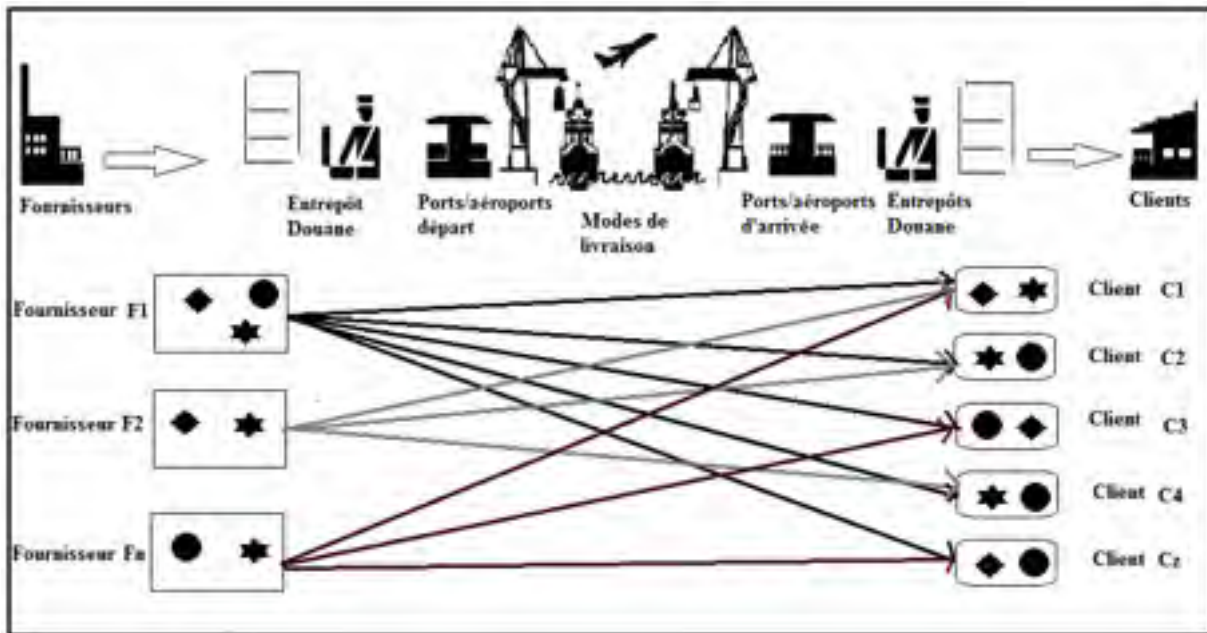 Fournisseurs
Entrepôt
Douane
Ports/aéroports
départ
Modes de
livraison
Ports/aéroports
d'arrivée
Entrepôts
Douane
Clients
Fournisseur F1
Client C1
Client C2
Fournisseur F2
Client C3
Client C4
Fournisseur Fn
Client Cz